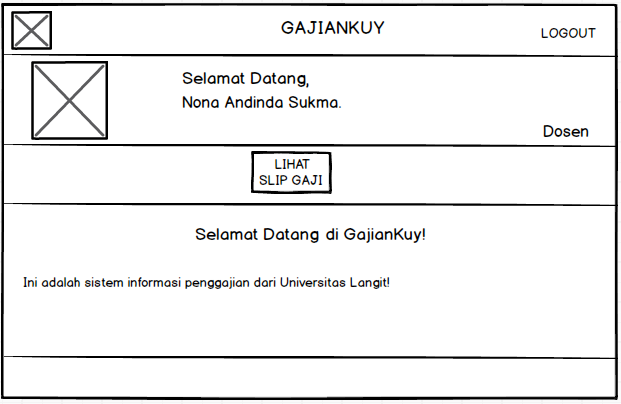 GAJIANKUY
LOGOUT
Selamat Datang,
Nona Andinda Sukma.
Dosen
LIHAT
SLIP GAJI
Selamat Datang di GajianKuy!
Ini adalah sistem informasi penggajian dari Universitas Langit!